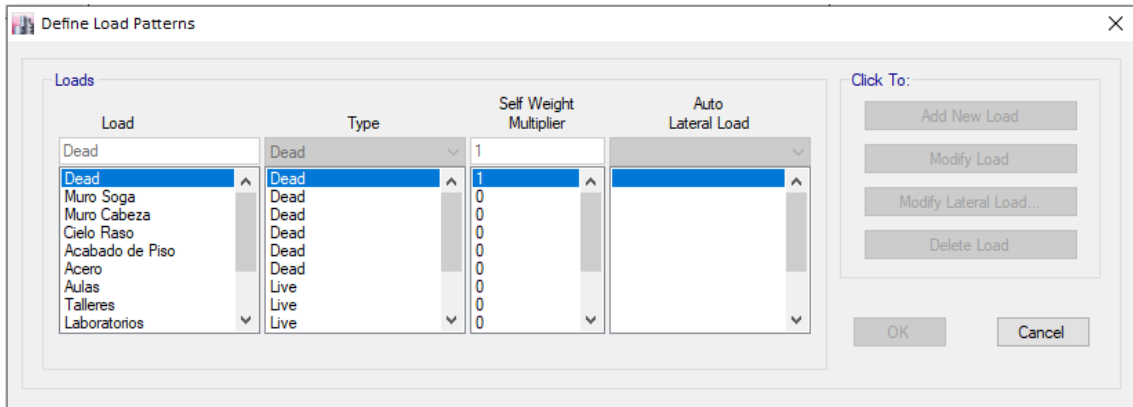 Define Load Patterns
Loads
Click To:
Load Type Self Weight Multiplier Auto Lateral Load
Dead Dead 1
Dead Dead 1
Muro Soga Dead 0
Muro Cabeza Dead 0
Cielo Raso Dead 0
Acabado de Piso Dead 0
Acero Dead 0
Aulas Live 0
Talleres Live 0
Laboratorios Live 0
Add New Load
Modify Load
Modify Lateral Load...
Delete Load
OK Cancel